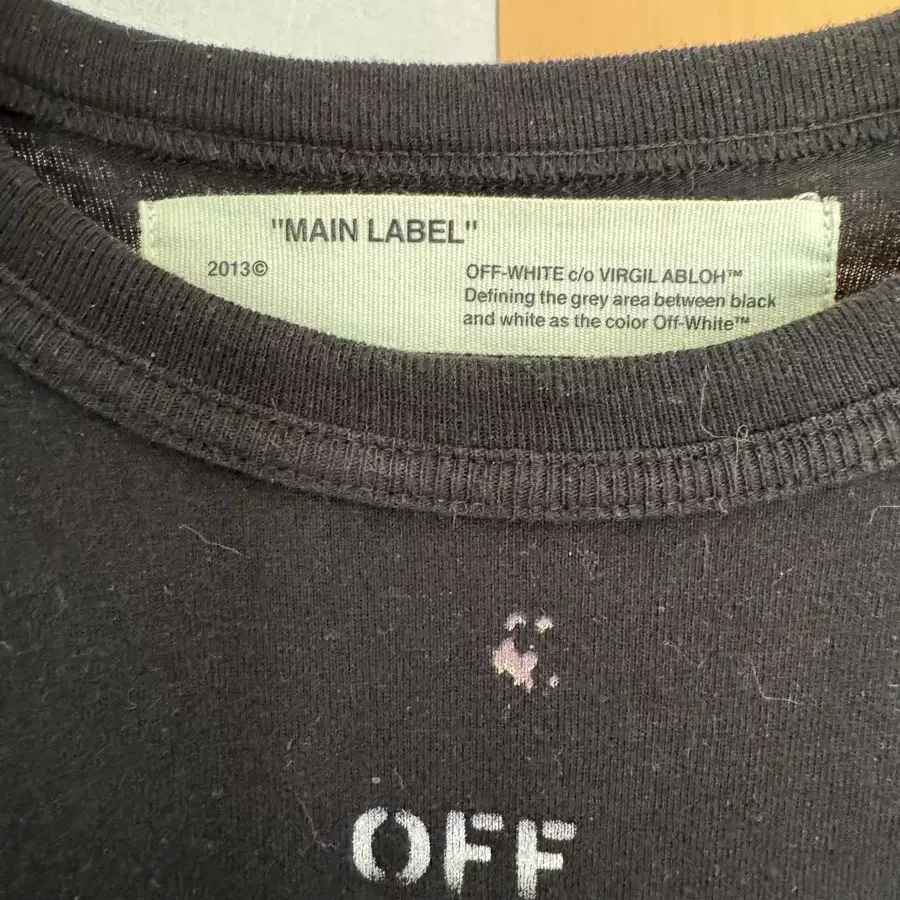 "MAIN LABEL"
2013©
OFF-WHITE c/o VIRGIL ABLOH™
Defining the grey area between black
and white as the color Off-White™
OFF